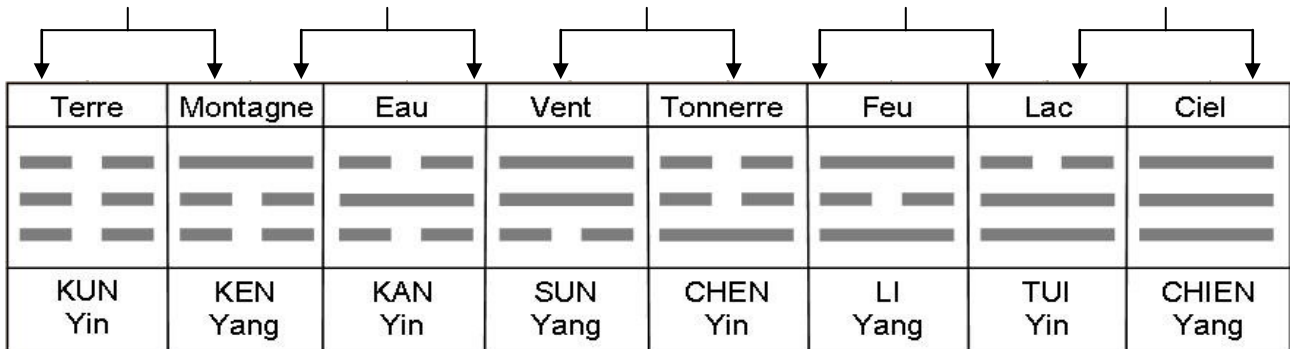 Terre Montagne Eau Vent Tonnerre Feu Lac Ciel
KUN KEN KAN SUN CHEN LI TUI CHIEN
Yin Yang Yin Yang Yin Yang Yin Yang